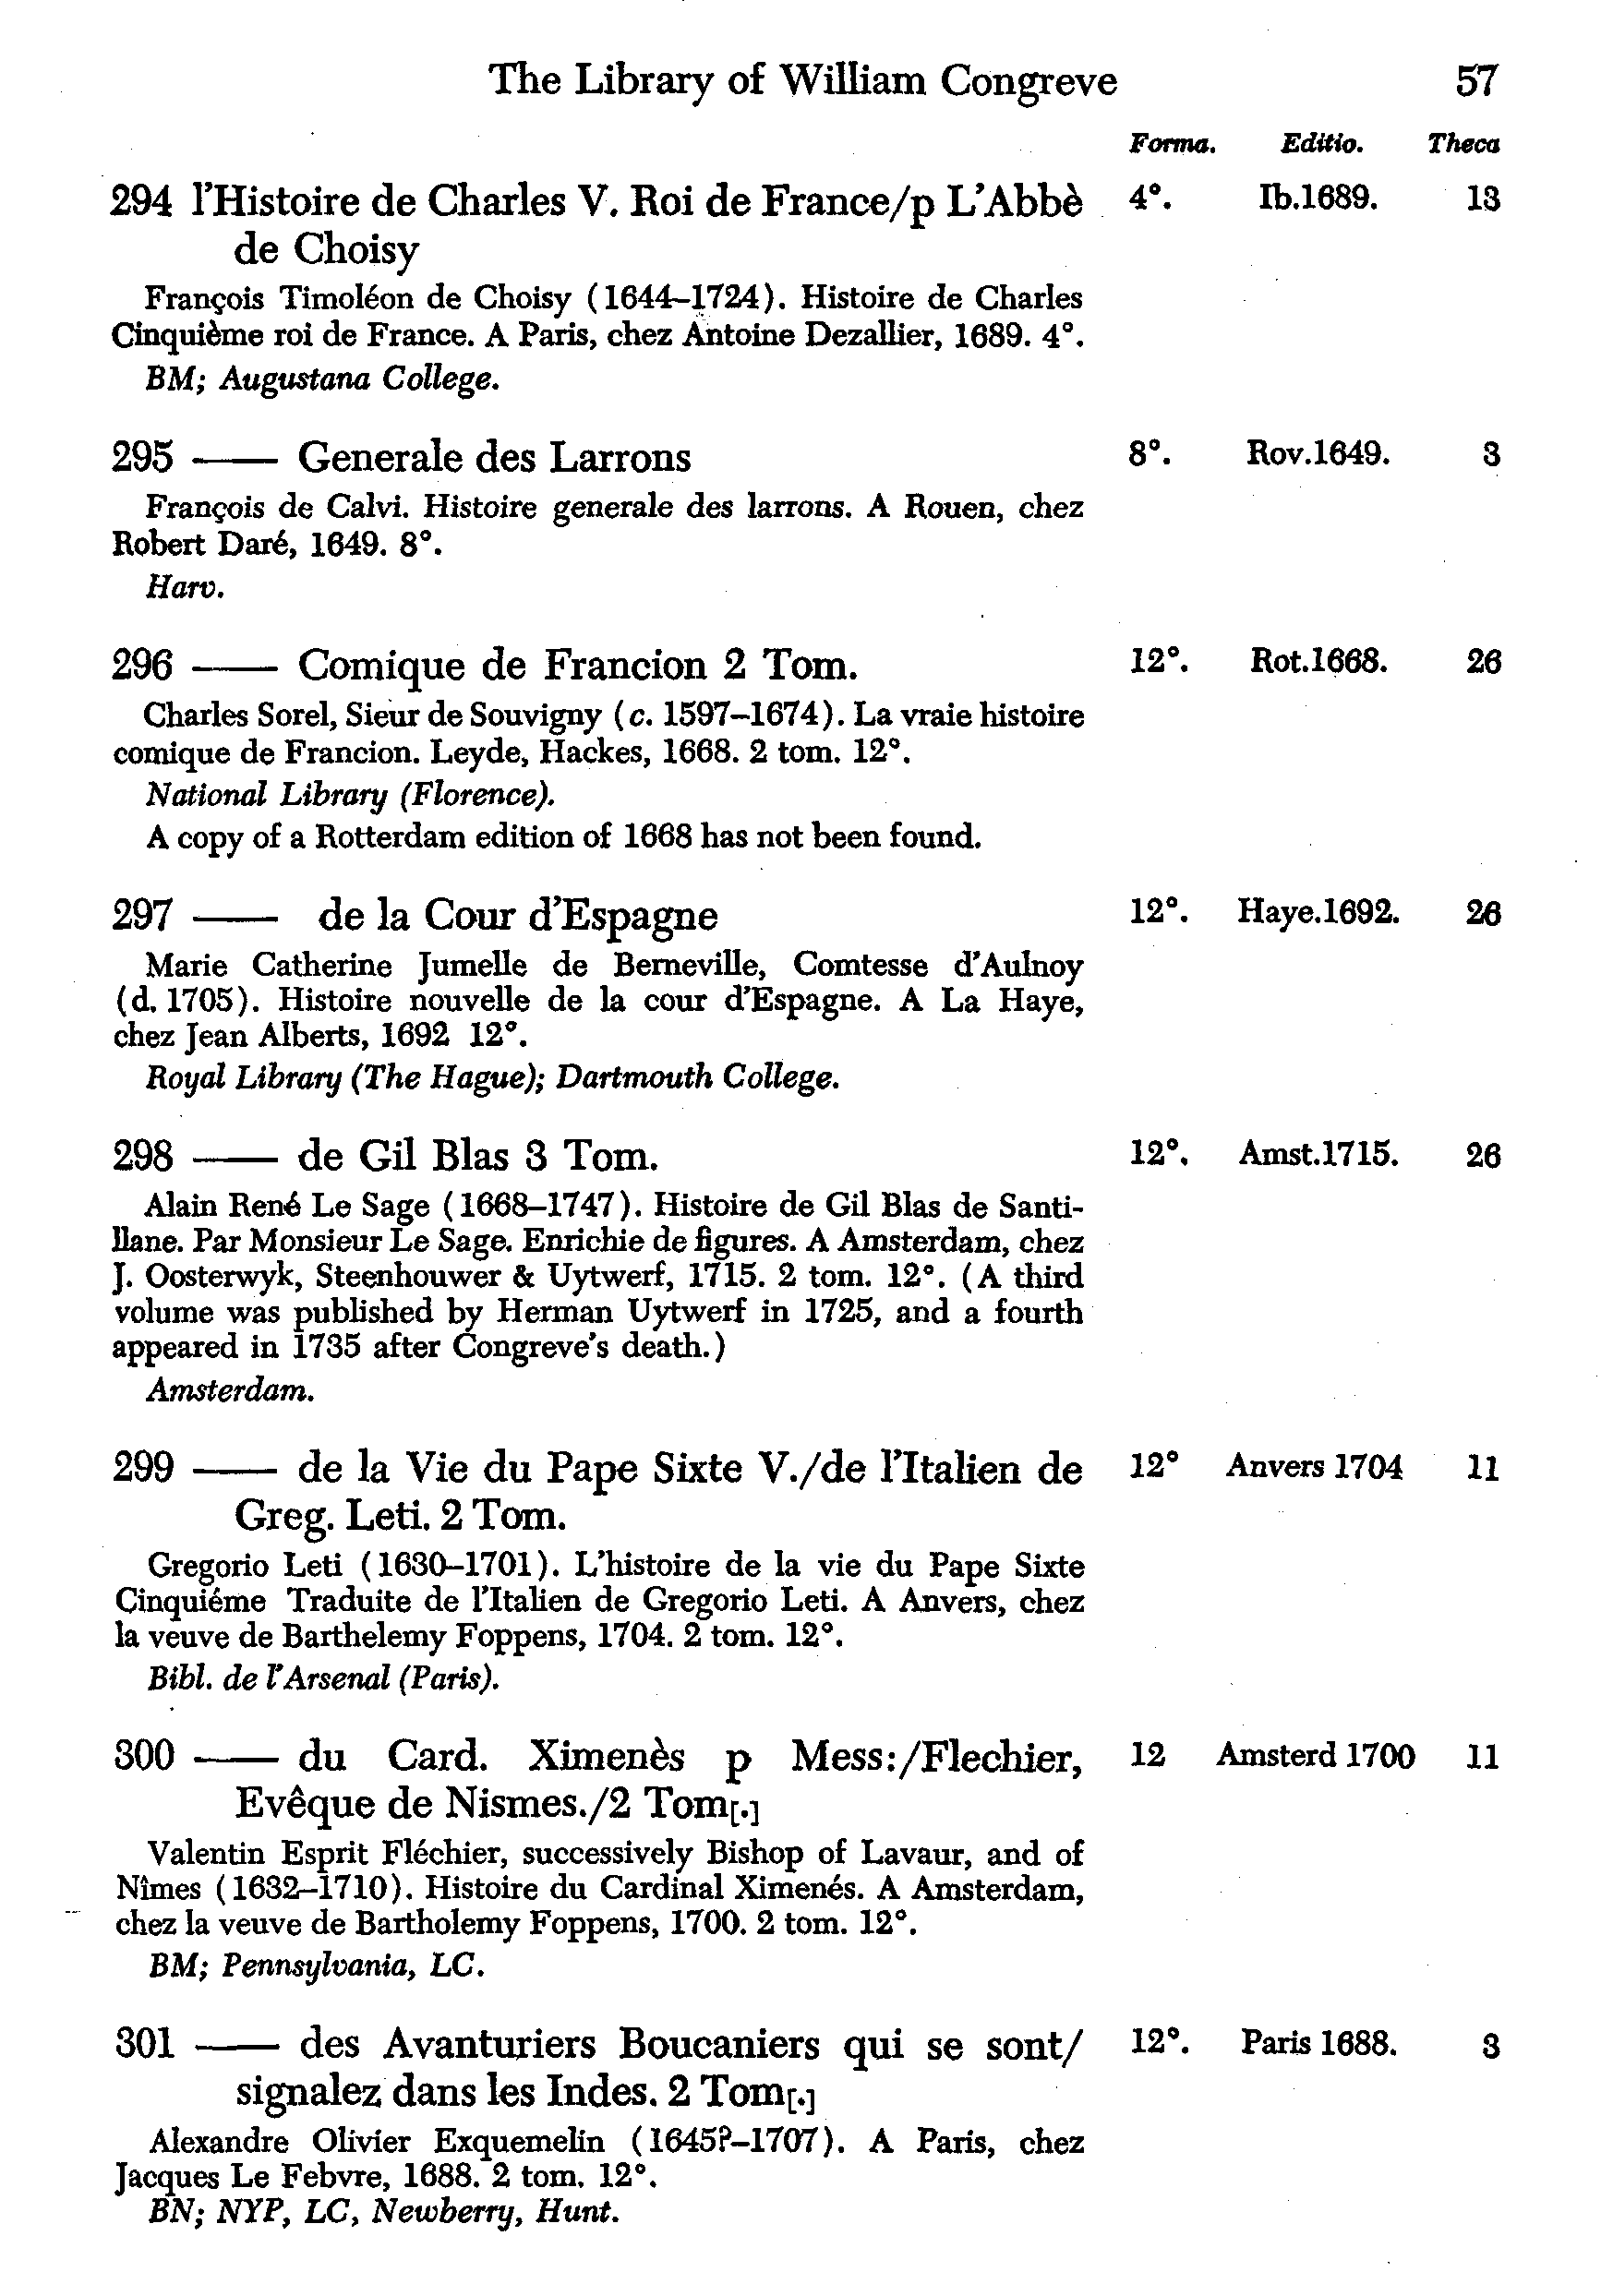 The Library of William Congreve 57
Forma. Editio. Theca
294 l'Histoire de Charles V. Roi de France/p L'Abbè 4°. Ib.1689. 13
de Choisy
François Timoléon de Choisy (1644–1724). Histoire de Charles
Cinquième roi de France. A Paris, chez Antoine Dezallier, 1689. 4°.
BM; Augustana College.
295 —— Generale des Larrons 8°. Rov.1649. 3
François de Calvi. Histoire generale des larrons. A Rouen, chez
Robert Daré, 1649. 8°.
Harv.
296 —— Comique de Francion 2 Tom. 12°. Rot.1668. 26
Charles Sorel, Sieur de Souvigny (c. 1597–1674). La vraie histoire
comique de Francion. Leyde, Hackes, 1668. 2 tom. 12°.
National Library (Florence).
A copy of a Rotterdam edition of 1668 has not been found.
297 —— de la Cour d'Espagne 12°. Haye.1692. 26
Marie Catherine Jumelle de Berneville, Comtesse d'Aulnoy
(d. 1705). Histoire nouvelle de la cour d'Espagne. A La Haye,
chez Jean Alberts, 1692 12°.
Royal Library (The Hague); Dartmouth College.
298 —— de Gil Blas 3 Tom. 12°. Amst.1715. 26
Alain René Le Sage (1668–1747). Histoire de Gil Blas de Santi-
llane. Par Monsieur Le Sage. Enrichie de figures. A Amsterdam, chez
J. Oosterwyk, Steenhouwer & Uytwerf, 1715. 2 tom. 12°. (A third
volume was published by Herman Uytwerf in 1725, and a fourth
appeared in 1735 after Congreve's death.)
Amsterdam.
299 —— de la Vie du Pape Sixte V./de l'Italien de 12° Anvers 1704 11
Greg. Leti. 2 Tom.
Gregorio Leti (1630–1701). L'histoire de la vie du Pape Sixte
Cinquiéme Traduite de l'Italien de Gregorio Leti. A Anvers, chez
la veuve de Barthelemy Foppens, 1704. 2 tom. 12°.
Bibl. de l'Arsenal (Paris).
300 —— du Card. Ximenès p Mess:/Flechier, 12 Amsterd 1700 11
Evêque de Nismes./2 Tom[.]
Valentin Esprit Fléchier, successively Bishop of Lavaur, and of
Nîmes (1632–1710). Histoire du Cardinal Ximenés. A Amsterdam,
chez la veuve de Bartholemy Foppens, 1700. 2 tom. 12°.
BM; Pennsylvania, LC.
301 —— des Avanturiers Boucaniers qui se sont/ 12°. Paris 1688. 3
signalez dans les Indes. 2 Tom[.]
Alexandre Olivier Exquemelin (1645?–1707). A Paris, chez
Jacques Le Febvre, 1688. 2 tom. 12°.
BN; NYP, LC, Newberry, Hunt.